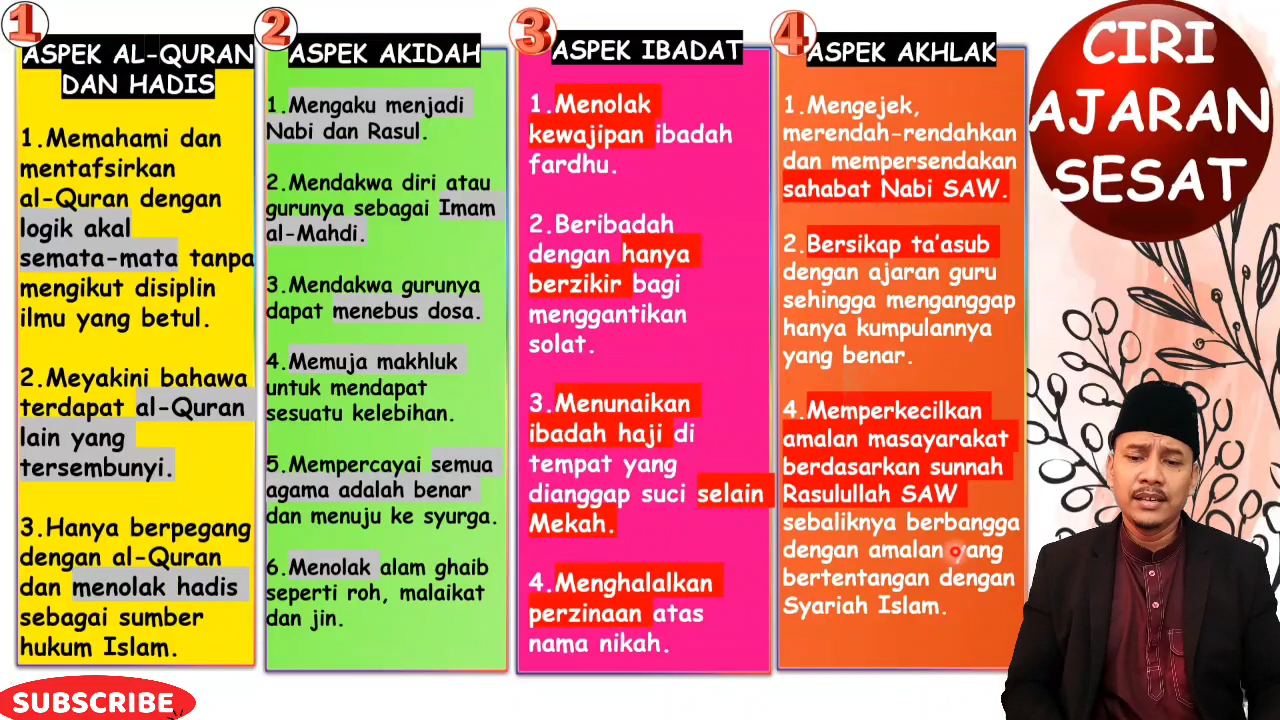 1
ASPEK AL-QURAN
DAN HADIS
1.Memahami dan
mentafsirkan
al-Quran dengan
logik akal
semata-mata tanpa
mengikut disiplin
ilmu yang betul.
2.Meyakini bahawa
terdapat al-Quran
lain yang
tersembunyi.
3.Hanya berpegang
dengan al-Quran
dan menolak hadis
sebagai sumber
hukum Islam.
2
ASPEK AKIDAH
1.Mengaku menjadi
Nabi dan Rasul.
2.Mendakwa diri atau
gurunya sebagai Imam
al-Mahdi.
3.Mendakwa gurunya
dapat menebus dosa.
4.Memuja makhluk
untuk mendapat
sesuatu kelebihan.
5.Mempercayai semua
agama adalah benar
dan menuju ke syurga.
6.Menolak alam ghaib
seperti roh, malaikat
dan jin.
3
ASPEK IBADAT
1.Menolak
kewajipan ibadah
fardhu.
2.Beribadah
dengan hanya
berzikir bagi
menggantikan
solat.
3.Menunaikan
ibadah haji di
tempat yang
dianggap suci selain
Mekah.
4.Menghalalkan
perzinaan atas
nama nikah.
4
ASPEK AKHLAK
1.Mengejek,
merendah-rendahkan
dan mempersendakan
sahabat Nabi SAW.
2.Bersikap ta'asub
dengan ajaran guru
sehingga menganggap
hanya kumpulannya
yang benar.
4.Memperkecilkan
amalan masayarakat
berdasarkan sunnah
Rasulullah SAW
sebaliknya berbangga
dengan amalan yang
bertentangan dengan
Syariah Islam.
CIRI
AJARAN
SESAT
SUBSCRIBE